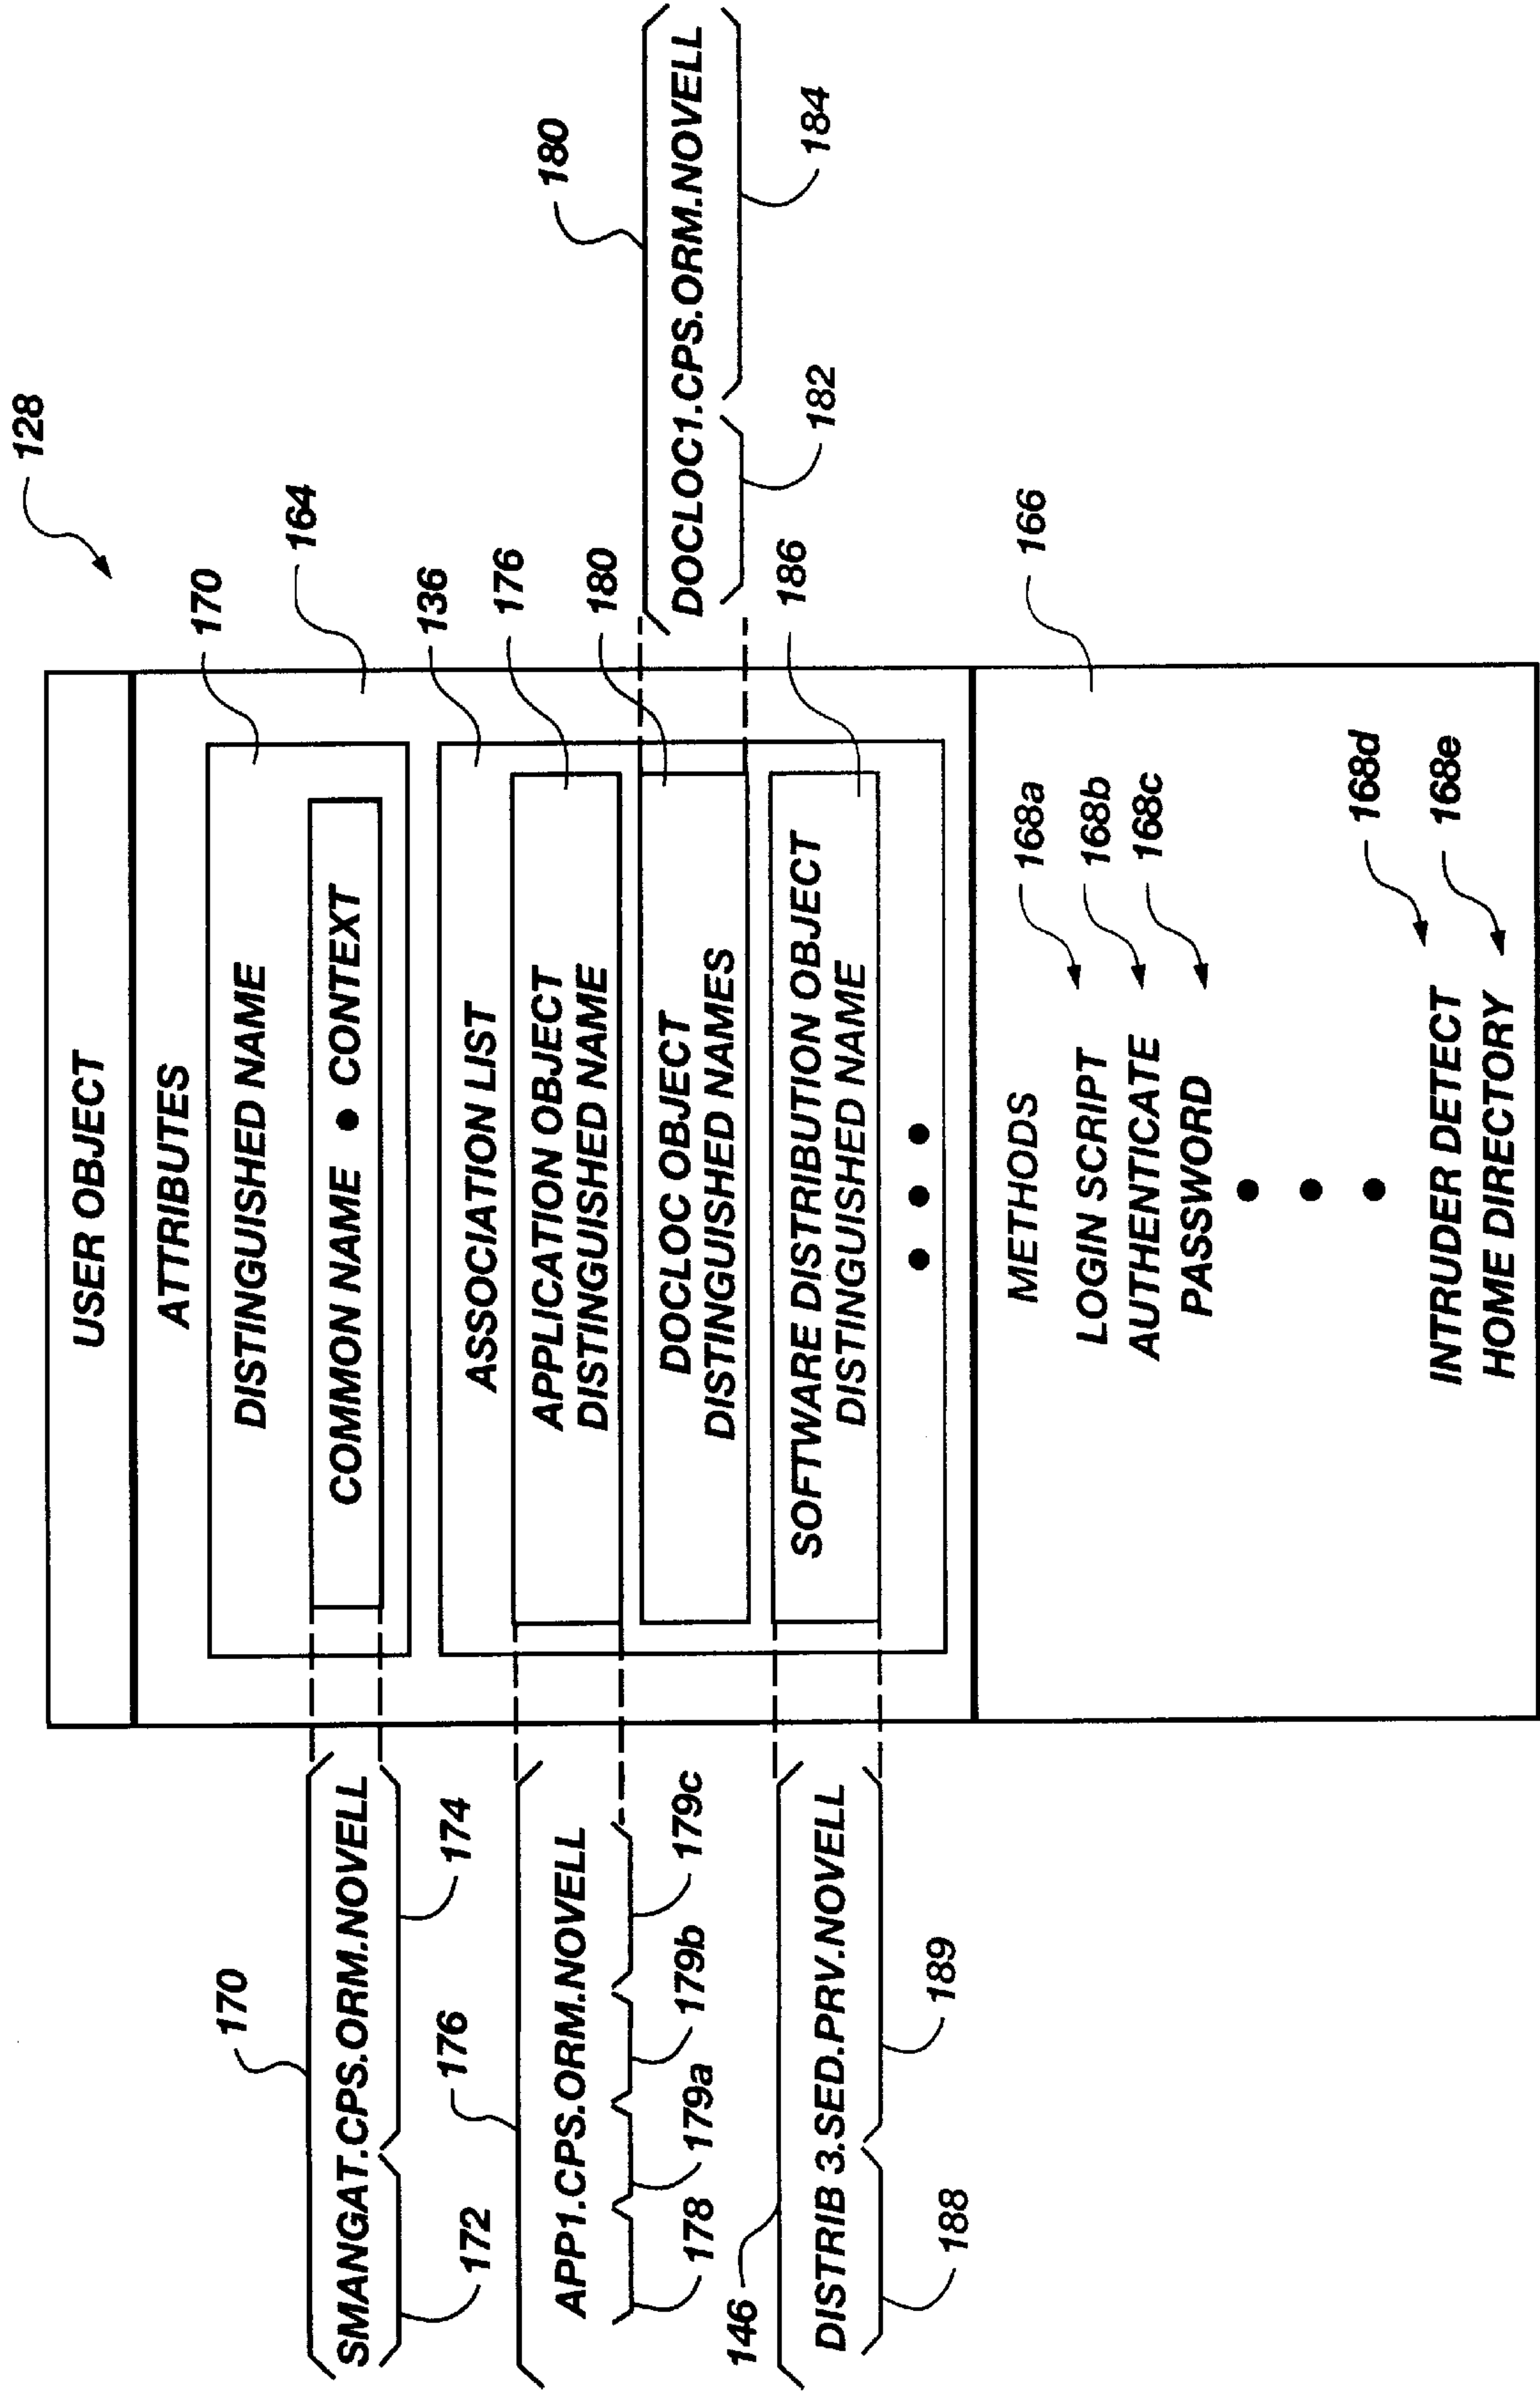 128
USER OBJECT
ATTRIBUTES
164
170
DISTINGUISHED NAME
170
COMMON NAME • CONTEXT
SMANGAT.CPS.ORM.NOVELL
172
174
136
ASSOCIATION LIST
176
176
APPLICATION OBJECT
DISTINGUISHED NAME
APP1.CPS.ORM.NOVELL
178
179a
179b
179c
180
180
DOCLOC OBJECT
DISTINGUISHED NAMES
DOCLOC1.CPS.ORM.NOVELL
182
184
146
186
SOFTWARE DISTRIBUTION OBJECT
DISTINGUISHED NAME
DISTRIB 3.SED.PRV.NOVELL
188
189
• • •
METHODS
166
LOGIN SCRIPT
168a
AUTHENTICATE
168b
PASSWORD
168c
•
•
•
INTRUDER DETECT
168d
HOME DIRECTORY
168e